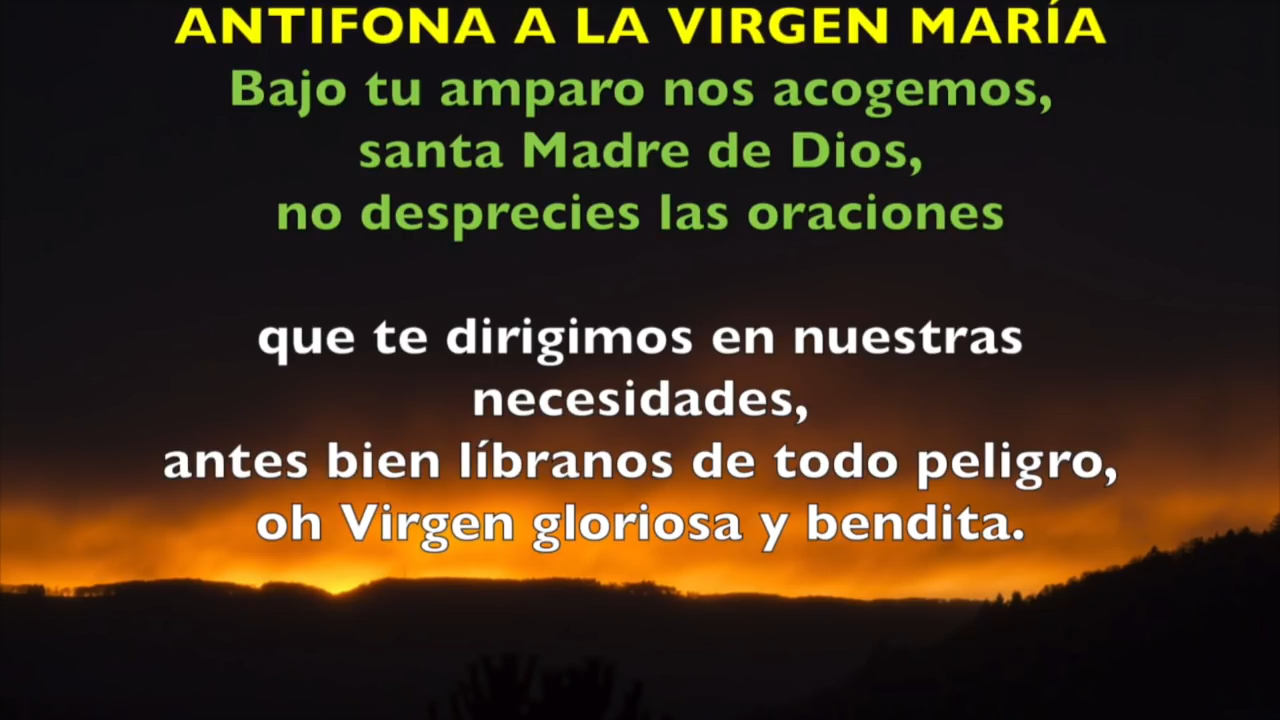 ANTIFONA A LA VIRGEN MARÍA
Bajo tu amparo nos acogemos,
santa Madre de Dios,
no desprecies las oraciones
que te dirigimos en nuestras
necesidades,
antes bien líbranos de todo peligro,
oh Virgen gloriosa y bendita.